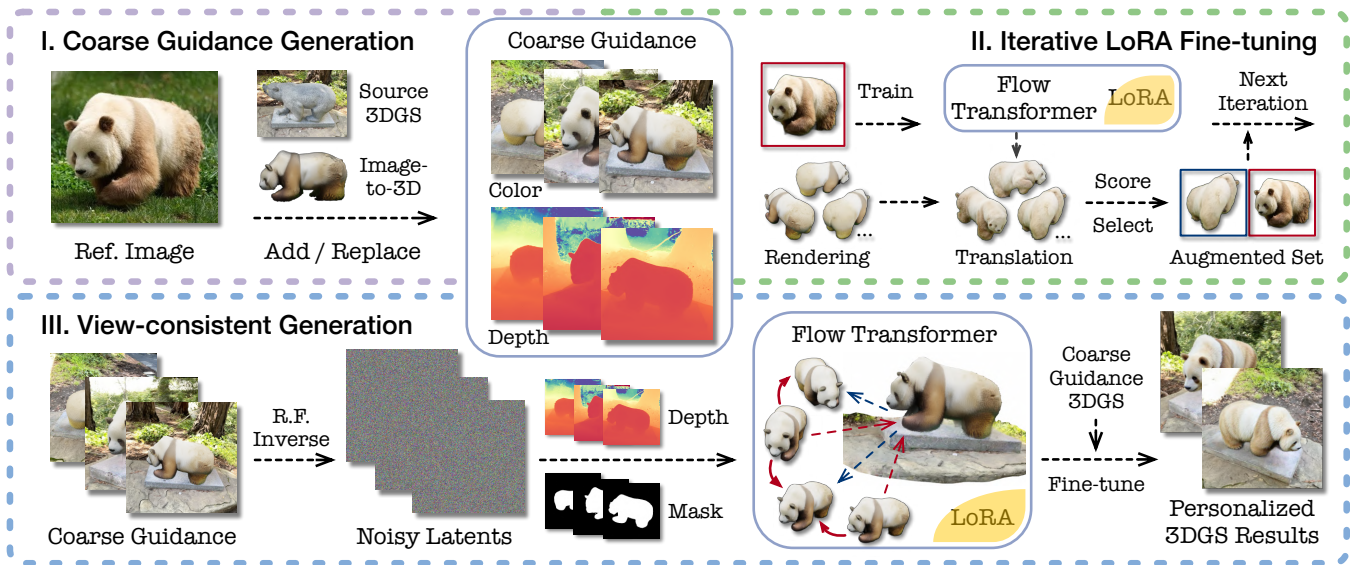 I. Coarse Guidance Generation
Source
3DGS
Image-
to-3D
Ref. Image
Add / Replace
Coarse Guidance
Color
Depth
II. Iterative LoRA Fine-tuning
Train
Flow
Transformer
LoRA
Next
Iteration
Rendering
...
Translation
...
Score
Select
Augmented Set
III. View-consistent Generation
Coarse Guidance
R.F.
Inverse
Noisy Latents
Depth
Mask
Flow Transformer
LoRA
Coarse
Guidance
3DGS
Fine-tune
Personalized
3DGS Results